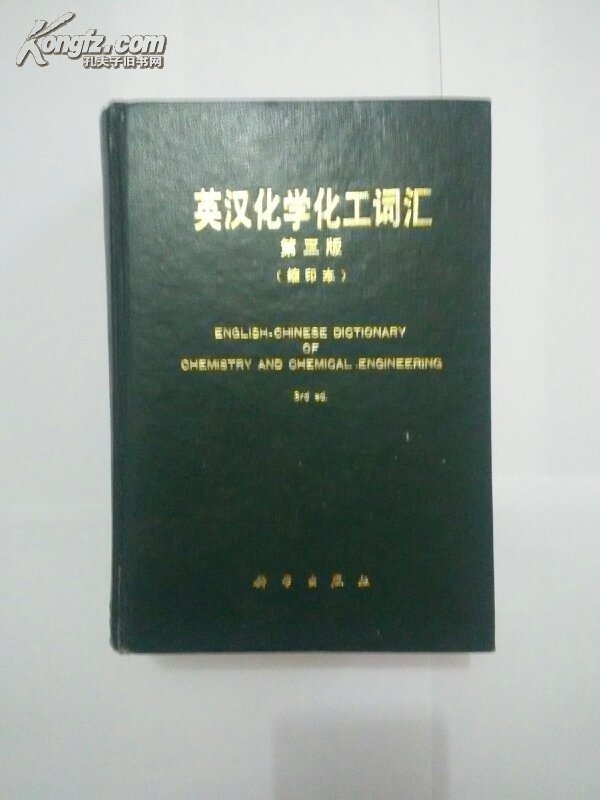 Kongfz.com
孔夫子旧书网
英汉化学化工词汇
第三版
(缩印本)
ENGLISH-CHINESE DICTIONARY
OF
CHEMISTRY AND CHEMICAL ENGINEERING
3rd ed.
科学出版社